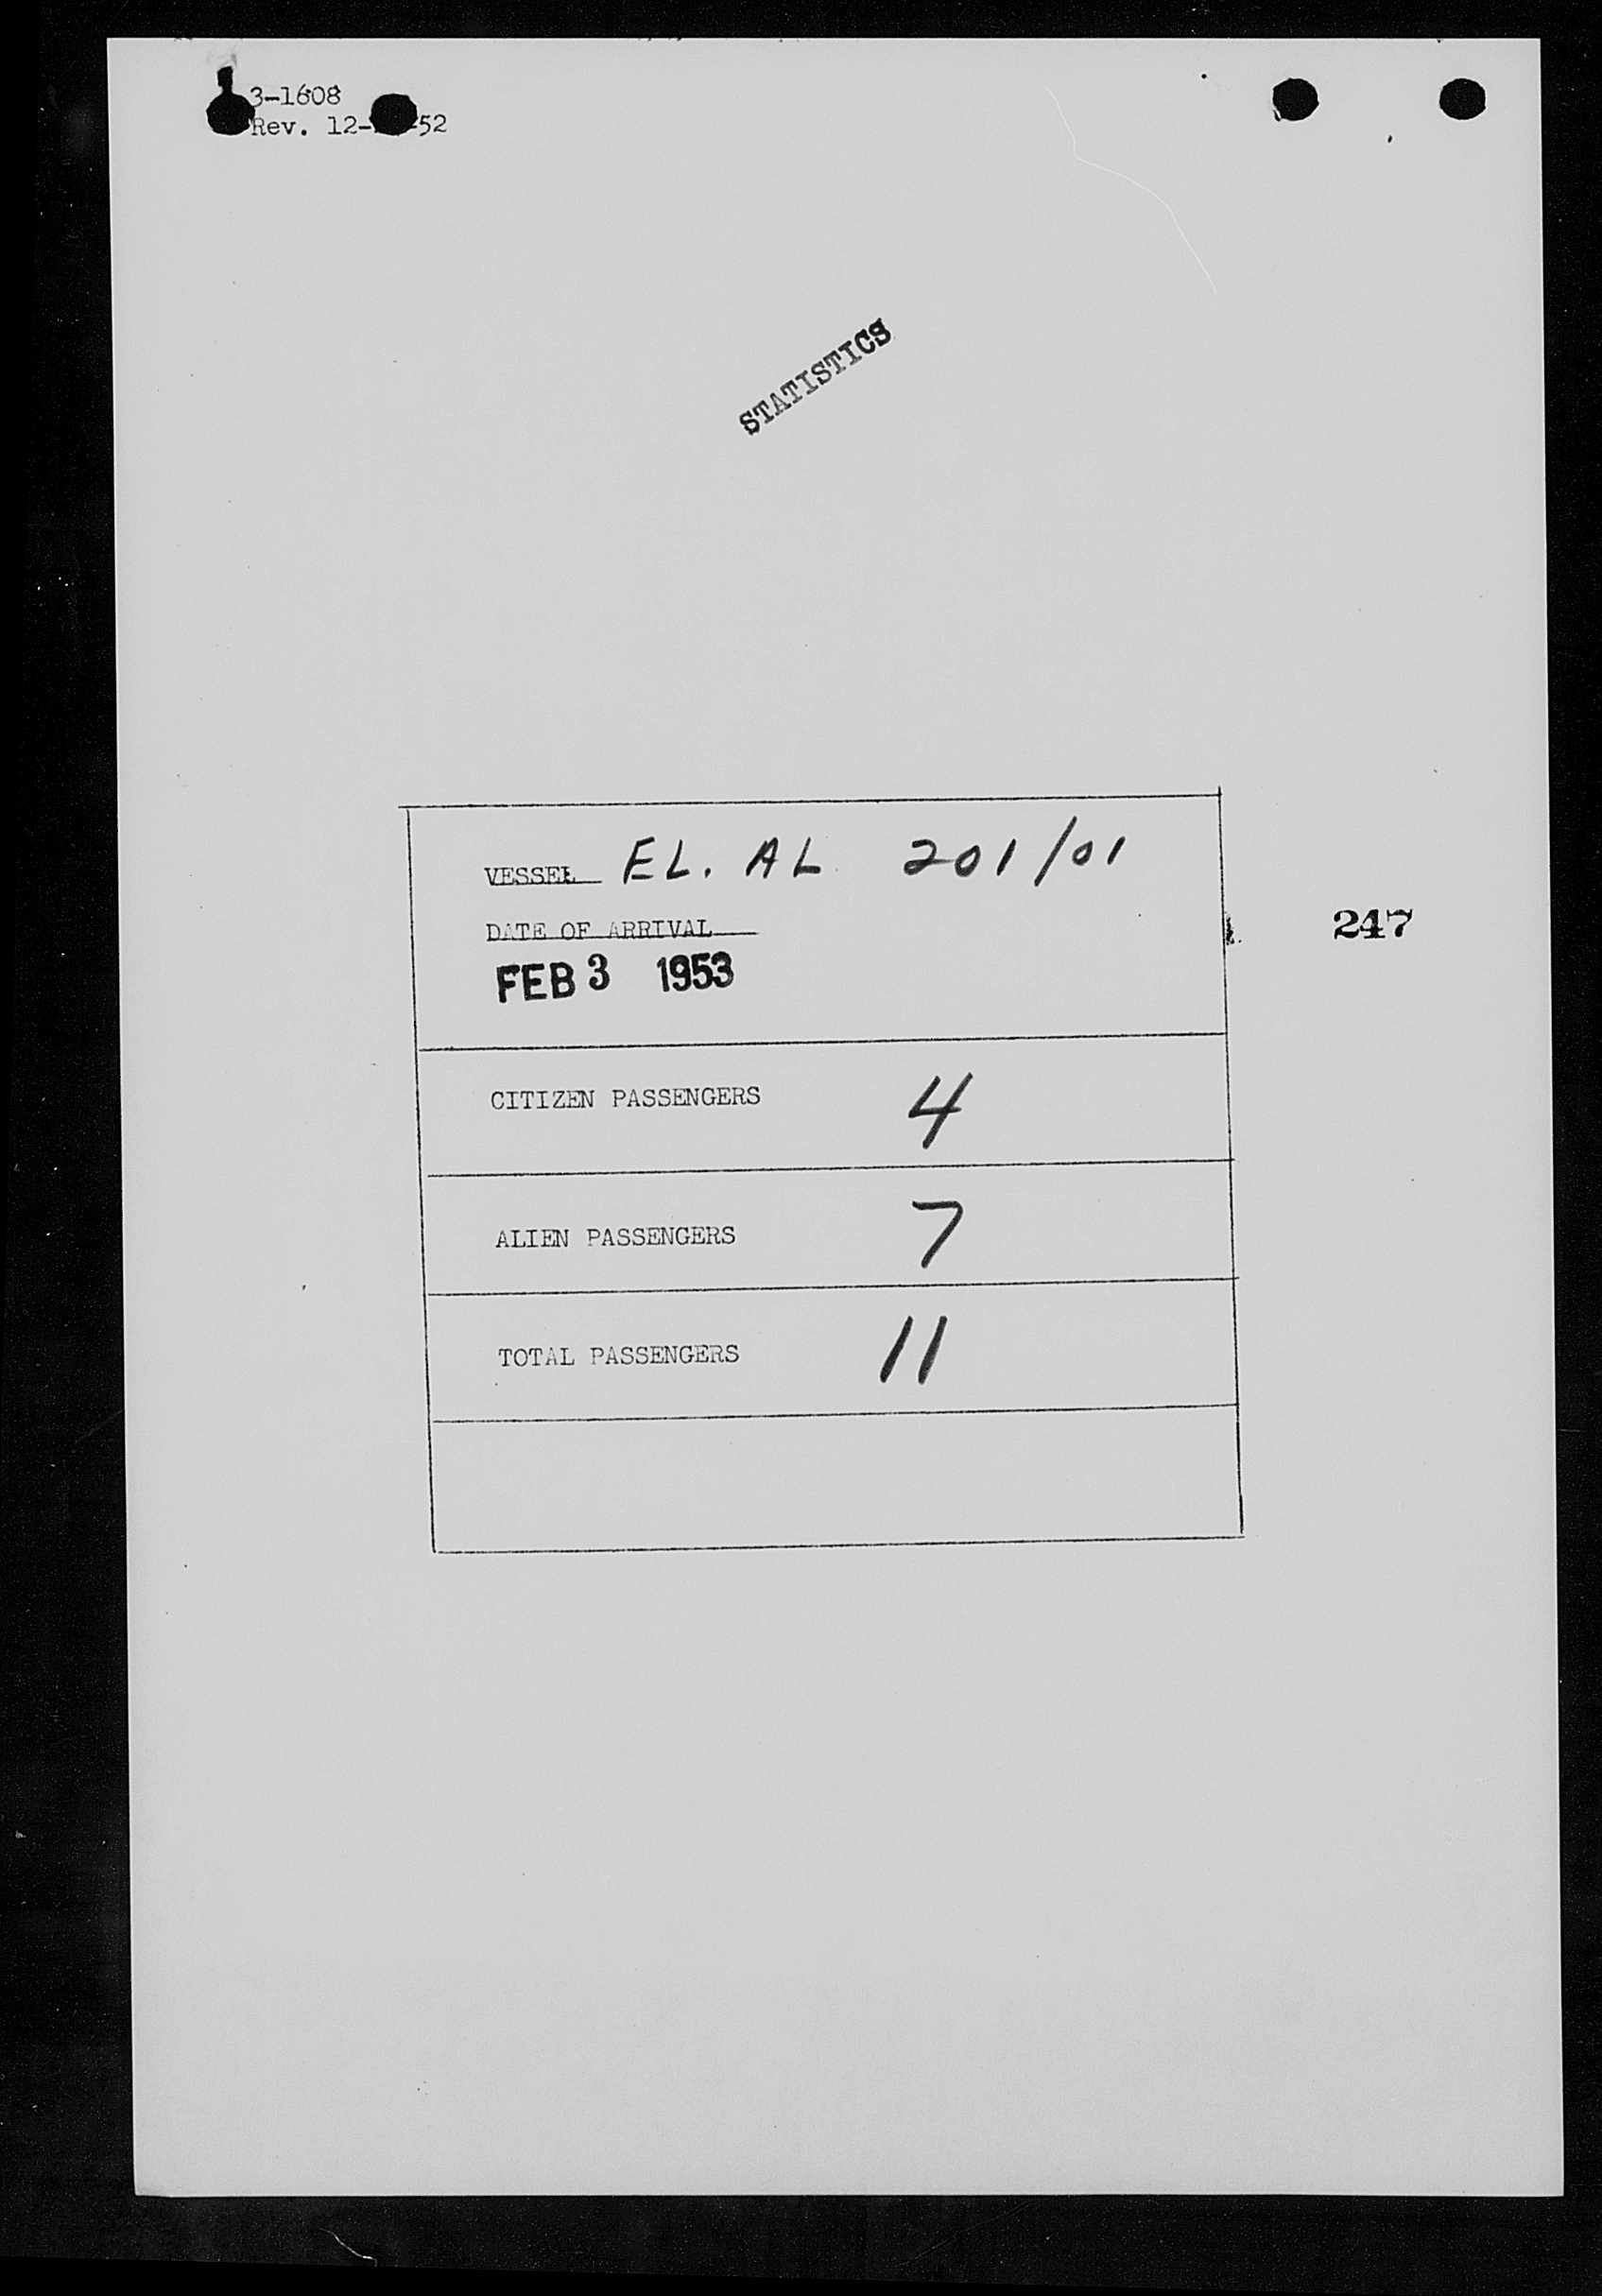 3-1608
Rev. 12- -52
STATISTICS
VESSEL EL. AL 201/01
DATE OF ARRIVAL
FEB 3 1953
247
CITIZEN PASSENGERS 4
ALIEN PASSENGERS 7
TOTAL PASSENGERS 11